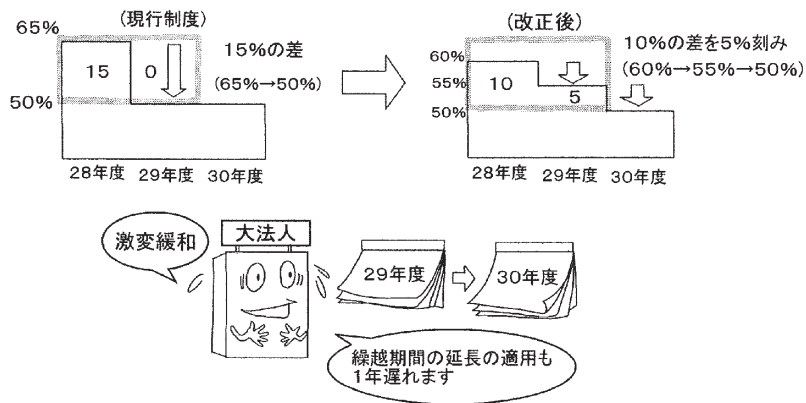 (現行制度)
65%
50%
15
0
15%の差
(65%→50%)
28年度 29年度 30年度
(改正後)
60%
55%
50%
10
5
10%の差を5%刻み
(60%→55%→50%)
28年度 29年度 30年度
激変緩和
大法人
29年度
30年度
繰越期間の延長の適用も
1年遅れます